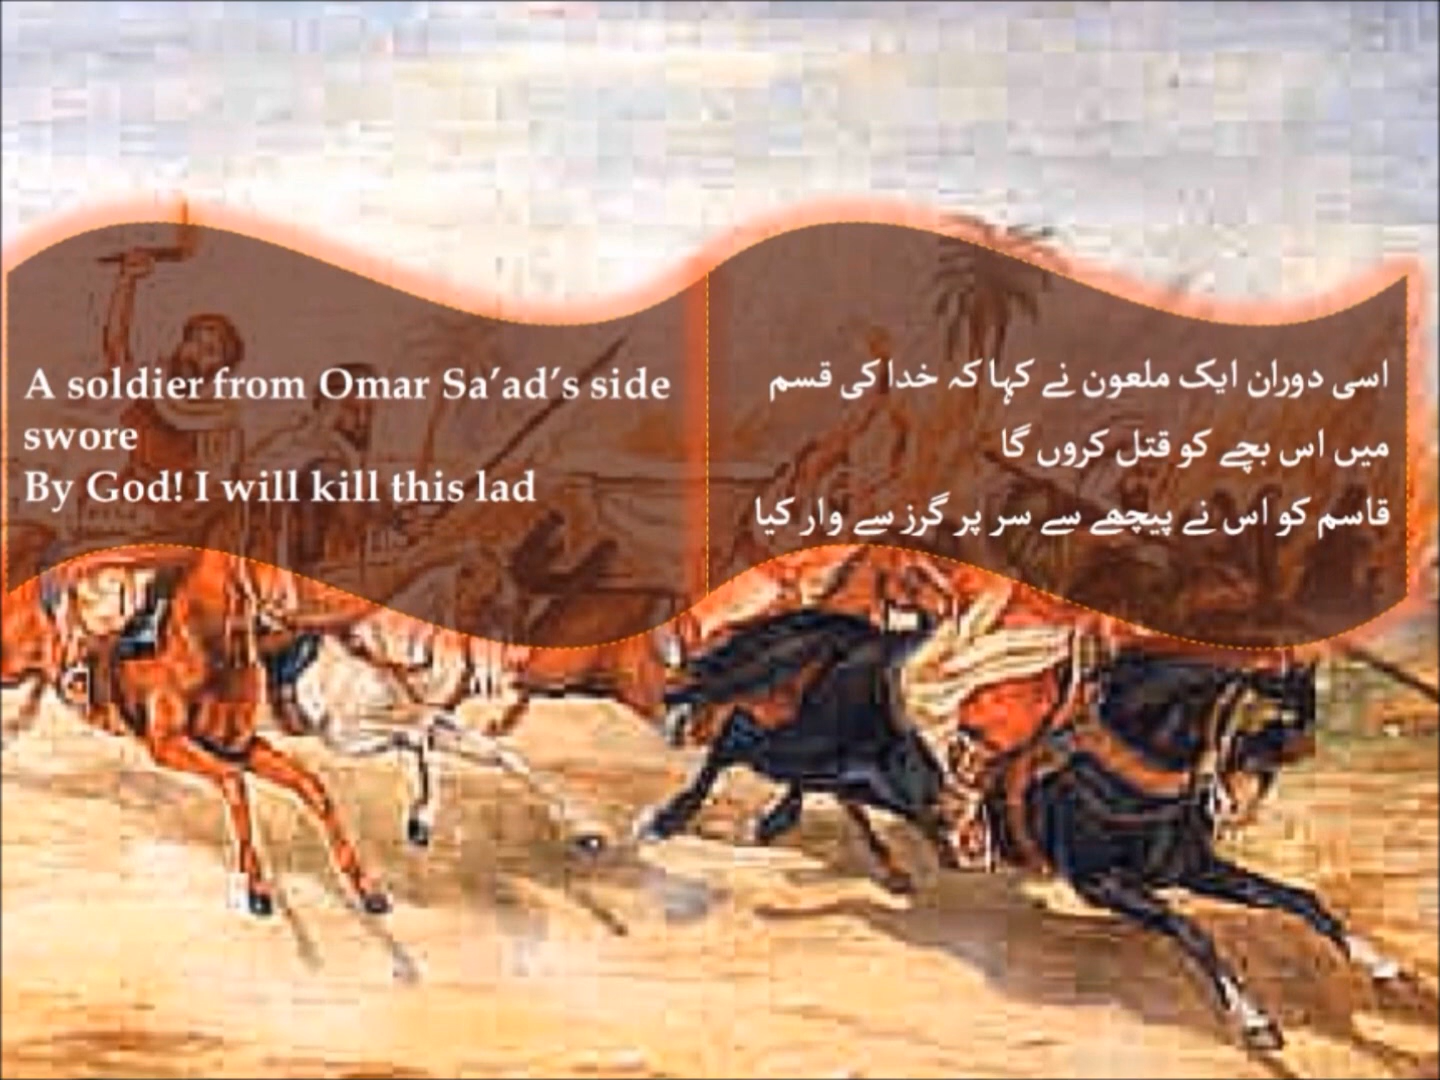 A soldier from Omar Sa’ad’s side
swore
By God! I will kill this lad
اسی دوران ایک ملعون نے کہا کہ خدا کی قسم
میں اس بچے کو قتل کروں گا
قاسم کو اس نے پیچھے سے سر پر گرز سے وار کیا